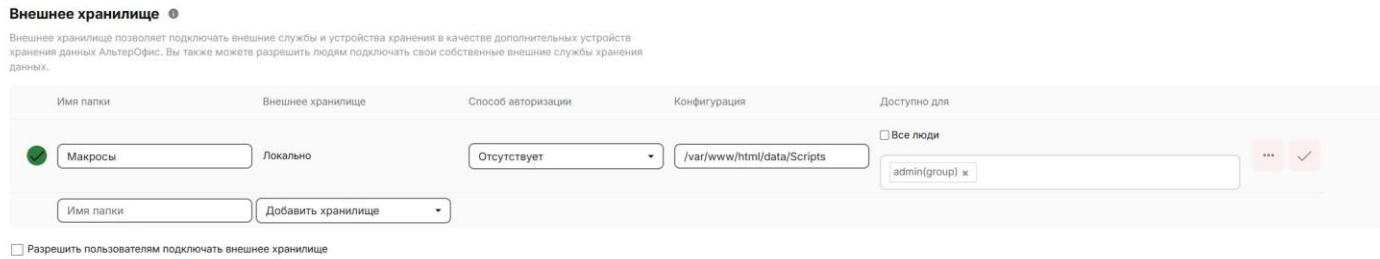 Внешнее хранилище
Внешнее хранилище позволяет подключать внешние службы и устройства хранения в качестве дополнительных устройств
хранения данных АльтерОфис. Вы также можете разрешить людям подключать свои собственные внешние службы хранения
данных.
Имя папки Внешнее хранилище Способ авторизации Конфигурация Доступно для
Все люди
Макросы Локально Отсутствует /var/www/html/data/Scripts
admin(group) ×
Имя папки Добавить хранилище
Разрешить пользователям подключать внешнее хранилище